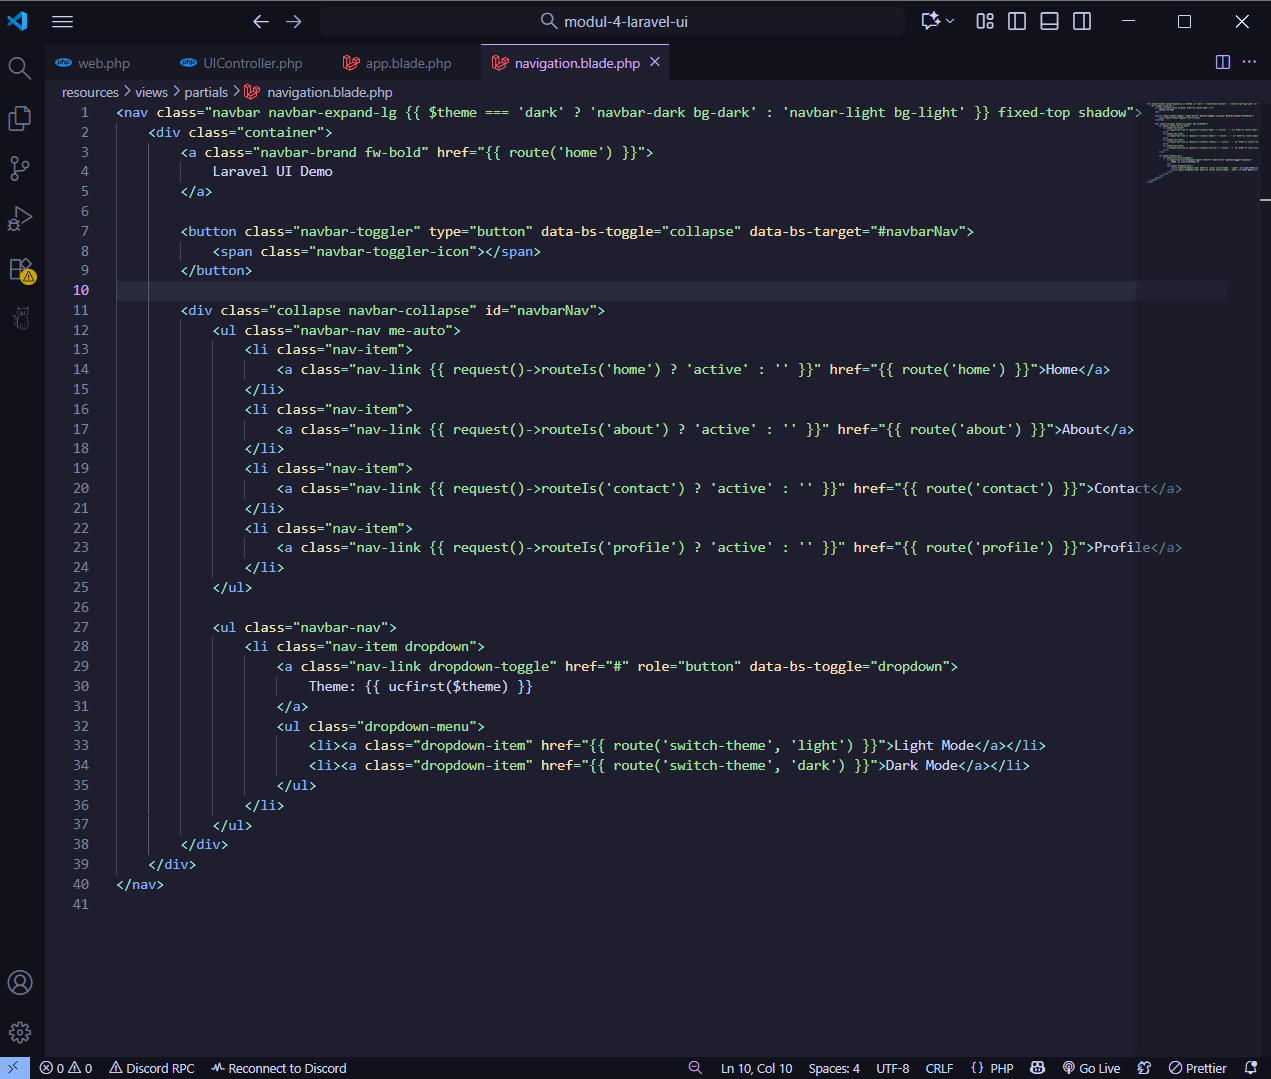 modul-4-laravel-ui
web.php
UIController.php
app.blade.php
navigation.blade.php
resources > views > partials > navigation.blade.php
1 <nav class="navbar navbar-expand-lg {{ $theme === 'dark' ? 'navbar-dark bg-dark' : 'navbar-light bg-light' }} fixed-top shadow">
2 <div class="container">
3 <a class="navbar-brand fw-bold" href="{{ route('home') }}">
4 Laravel UI Demo
5 </a>
6
7 <button class="navbar-toggler" type="button" data-bs-toggle="collapse" data-bs-target="#navbarNav">
8 <span class="navbar-toggler-icon"></span>
9 </button>
10
11 <div class="collapse navbar-collapse" id="navbarNav">
12 <ul class="navbar-nav me-auto">
13 <li class="nav-item">
14 <a class="nav-link {{ request()->routeIs('home') ? 'active' : '' }}" href="{{ route('home') }}">Home</a>
15 </li>
16 <li class="nav-item">
17 <a class="nav-link {{ request()->routeIs('about') ? 'active' : '' }}" href="{{ route('about') }}">About</a>
18 </li>
19 <li class="nav-item">
20 <a class="nav-link {{ request()->routeIs('contact') ? 'active' : '' }}" href="{{ route('contact') }}">Contact</a>
21 </li>
22 <li class="nav-item">
23 <a class="nav-link {{ request()->routeIs('profile') ? 'active' : '' }}" href="{{ route('profile') }}">Profile</a>
24 </li>
25 </ul>
26
27 <ul class="navbar-nav">
28 <li class="nav-item dropdown">
29 <a class="nav-link dropdown-toggle" href="#" role="button" data-bs-toggle="dropdown">
30 Theme: {{ ucfirst($theme) }}
31 </a>
32 <ul class="dropdown-menu">
33 <li><a class="dropdown-item" href="{{ route('switch-theme', 'light') }}">Light Mode</a></li>
34 <li><a class="dropdown-item" href="{{ route('switch-theme', 'dark') }}">Dark Mode</a></li>
35 </ul>
36 </li>
37 </ul>
38 </div>
39 </div>
40 </nav>
41
0 0 Discord RPC Reconnect to Discord Ln 10, Col 10 Spaces: 4 UTF-8 CRLF {} PHP Go Live Prettier